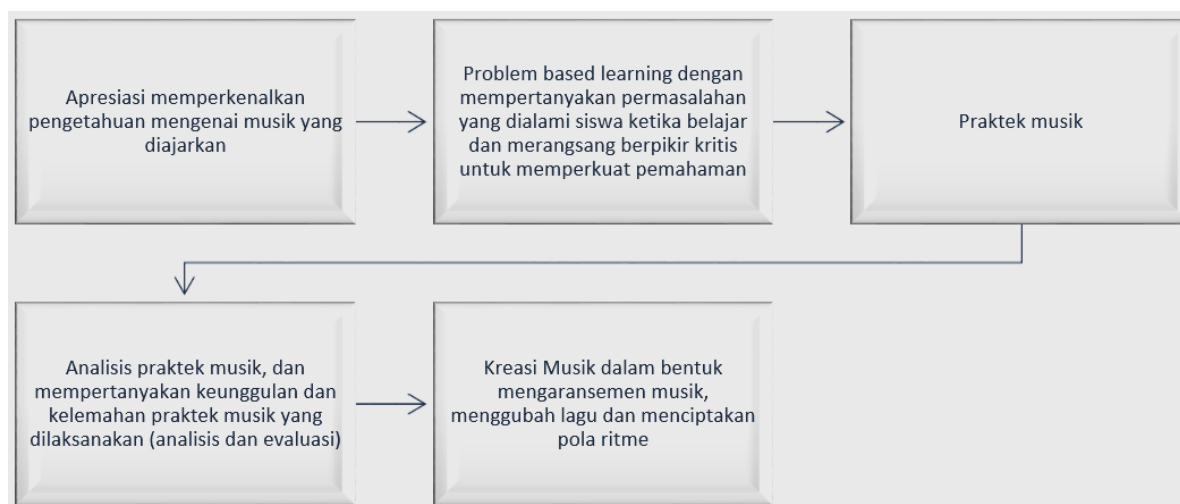 Apresiasi memperkenalkan
pengetahuan mengenai musik yang
diajarkan
Problem based learning dengan
mempertanyakan permasalahan
yang dialami siswa ketika belajar
dan merangsang berpikir kritis
untuk memperkuat pemahaman
Praktek musik
Analisis praktek musik, dan
mempertanyakan keunggulan dan
kelemahan praktek musik yang
dilaksanakan (analisis dan evaluasi)
Kreasi Musik dalam bentuk
mengaransemen musik,
menggubah lagu dan menciptakan
pola ritme